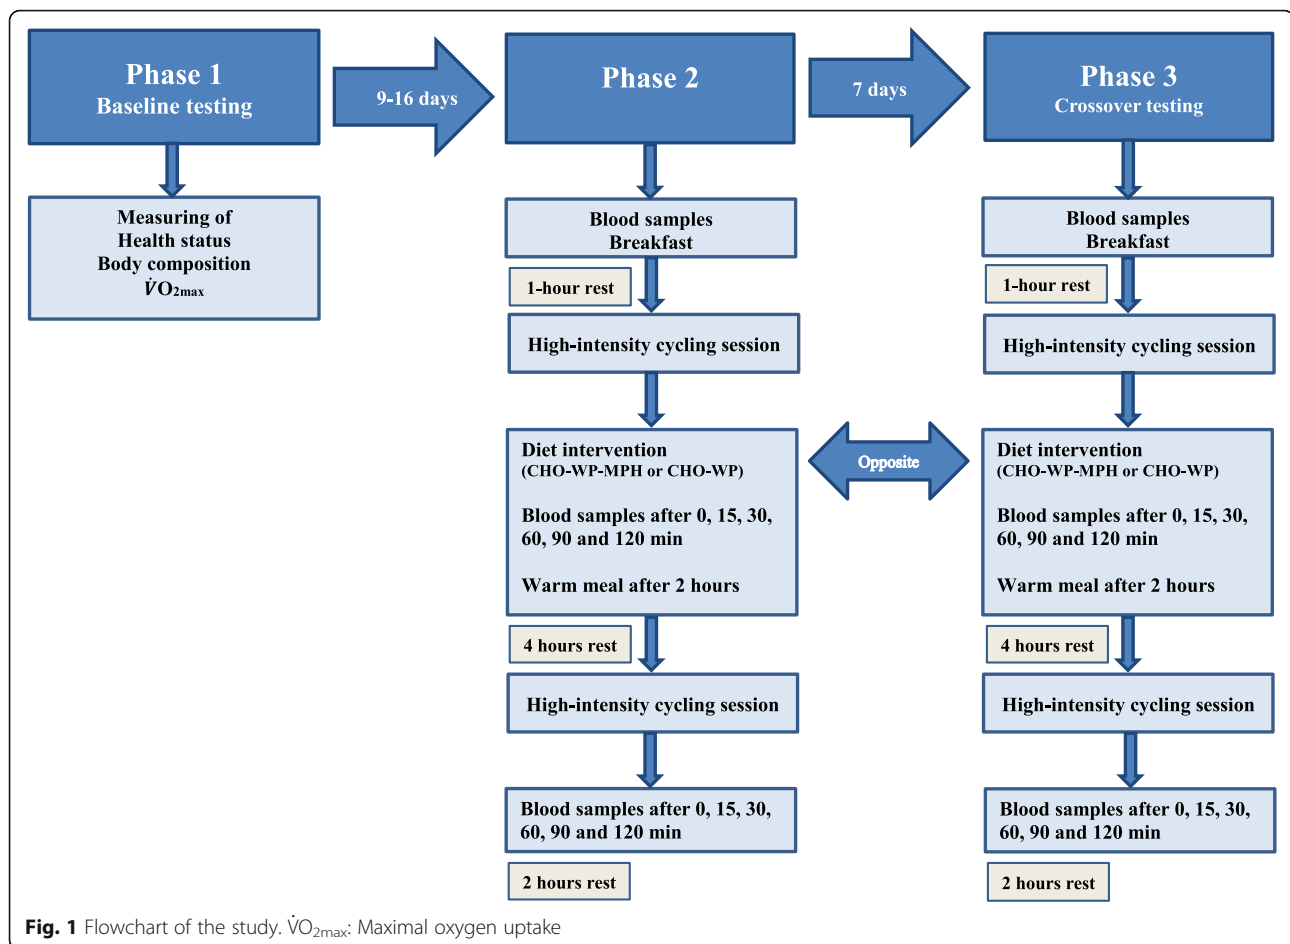 Phase 1
Baseline testing
9-16 days
Phase 2
7 days
Phase 3
Crossover testing
Measuring of
Health status
Body composition
V̇O₂max
Blood samples
Breakfast
1-hour rest
High-intensity cycling session
Diet intervention
(CHO-WP-MPH or CHO-WP)
Blood samples after 0, 15, 30,
60, 90 and 120 min
Warm meal after 2 hours
4 hours rest
High-intensity cycling session
Blood samples after 0, 15, 30,
60, 90 and 120 min
2 hours rest
Opposite
Blood samples
Breakfast
1-hour rest
High-intensity cycling session
Diet intervention
(CHO-WP-MPH or CHO-WP)
Blood samples after 0, 15, 30,
60, 90 and 120 min
Warm meal after 2 hours
4 hours rest
High-intensity cycling session
Blood samples after 0, 15, 30,
60, 90 and 120 min
2 hours rest
Fig. 1 Flowchart of the study. V̇O₂max: Maximal oxygen uptake